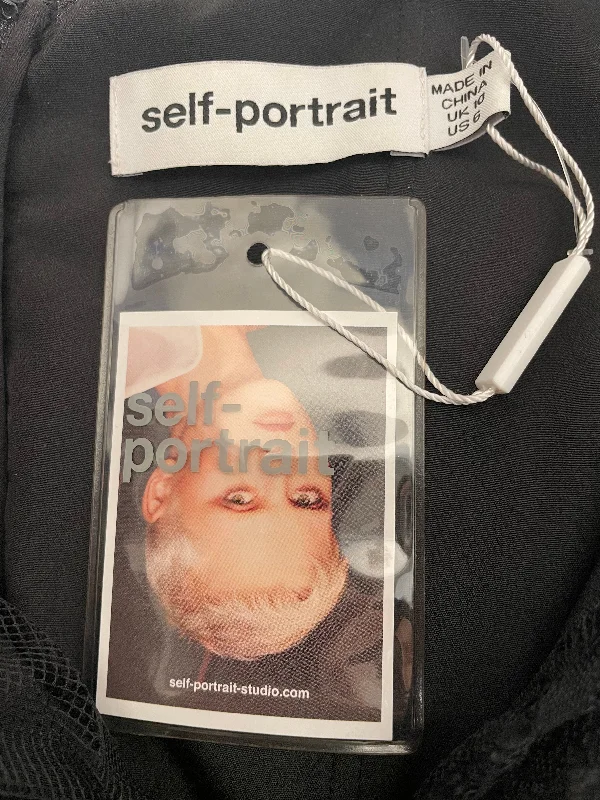 self-portrait
MADE IN
CHINA
UK 10
US 6
self-
portrait
self-portrait-studio.com